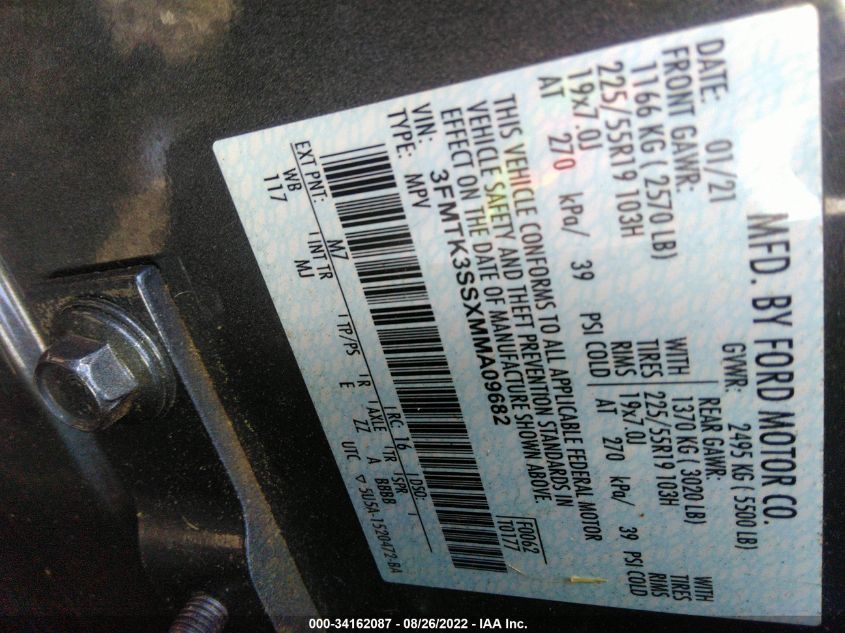 MFD. BY FORD MOTOR CO.
DATE: 01/21 GVWR: 2495 KG ( 5500 LB)
FRONT GAWR: REAR GAWR:
1166 KG ( 2570 LB) WITH 1370 KG ( 3020 LB) WITH
225/55R19 103H TIRES 225/55R19 103H TIRES
19x7.0J RIMS 19x7.0J RIMS
AT 270 kPa/ 39 PSI COLD AT 270 kPa/ 39 PSI COLD
THIS VEHICLE CONFORMS TO ALL APPLICABLE FEDERAL MOTOR
VEHICLE SAFETY AND THEFT PREVENTION STANDARDS IN
EFFECT ON THE DATE OF MANUFACTURE SHOWN ABOVE.
VIN: 3FMTK3SSXMMA09682 F0062
TYPE: MPV T0177
EXT PNT: M7 RC: 16 DSO:
WB INT TR TP/PS R AXLE TR SPR
117 MJ E ZZ A BBBB
UTC ▽ 5U5A-1520472-BA
000-34162087 - 08/26/2022 - IAA Inc.